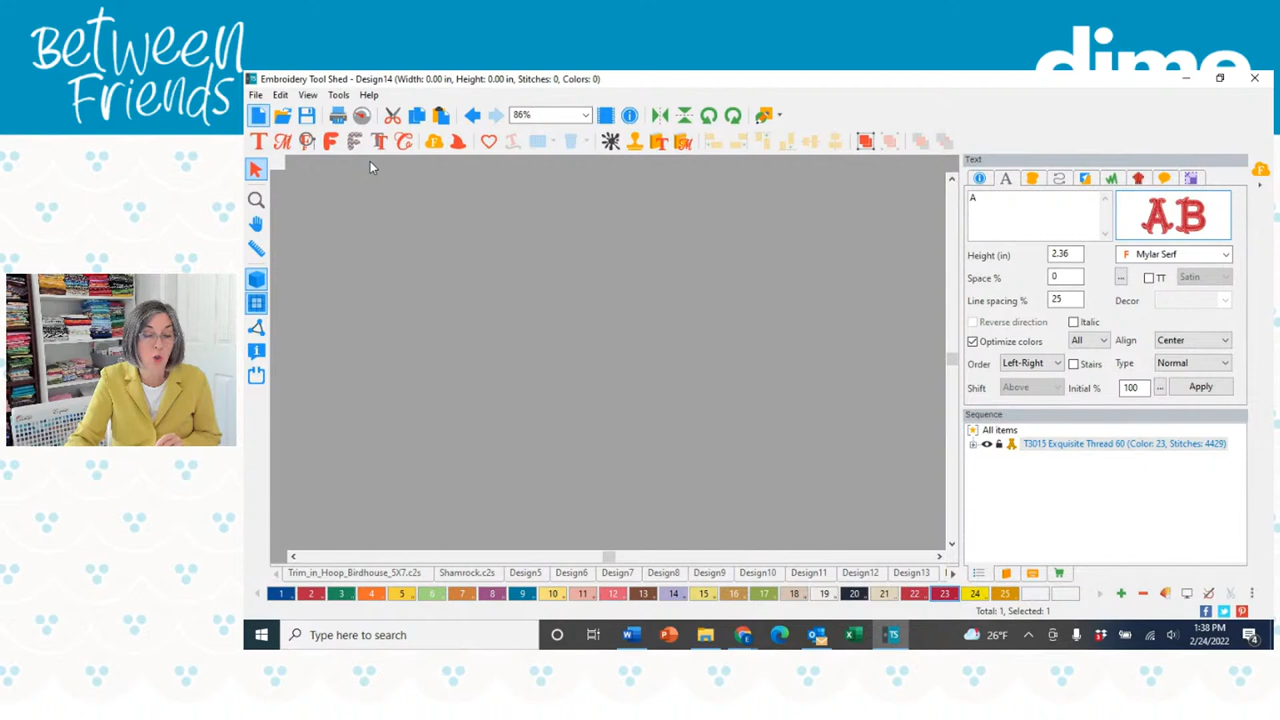 Between
Friends
dime
Embroidery Tool Shed - Design14 (Width: 0.00 in, Height: 0.00 in, Stitches: 0, Colors: 0)
File Edit View Tools Help
86%
Text
A
AB
Height (in) 2.36 F Mylar Serf
Space % 0 ... TT Satin
Line spacing % 25 Decor
Reverse direction Italic
Optimize colors All Align Center
Order Left-Right Stairs Type Normal
Shift Above Initial % 100 ... Apply
Sequence
All items
T3015 Exquisite Thread 60 (Color: 23, Stitches: 4429)
Trim_in_Hoop_Birdhouse_5X7.c2s Shamrock.c2s Design5 Design6 Design7 Design8 Design9 Design10 Design11 Design12 Design13
1 2 3 4 5 6 7 8 9 10 11 12 13 14 15 16 17 18 19 20 21 22 23 24 25
Total: 1, Selected: 1
Type here to search
26°F
1:38 PM
2/24/2022